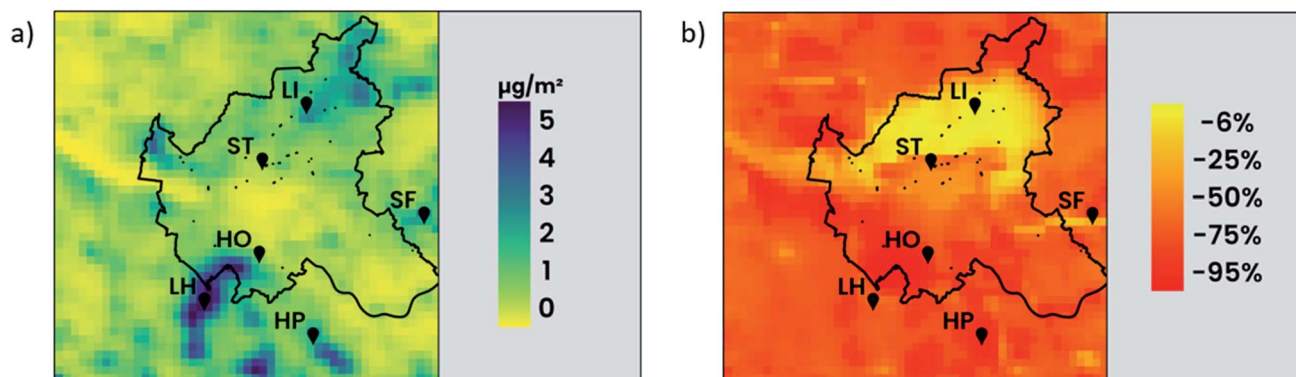 a)
µg/m²
5
4
3
2
1
0
LI
ST
SF
.HO
LH
HP
b)
-6%
-25%
-50%
-75%
-95%
LI
ST
SF
.HO
LH
HP